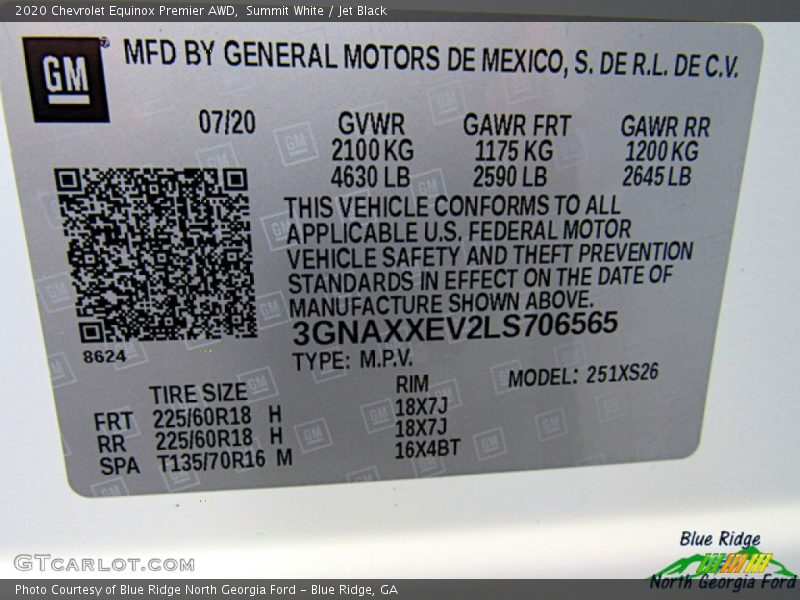 2020 Chevrolet Equinox Premier AWD,  Summit White / Jet Black
GM
®
MFD BY GENERAL MOTORS DE MEXICO, S. DE R.L. DE C.V.
07/20
GVWR GAWR FRT GAWR RR
2100 KG 1175 KG 1200 KG
4630 LB 2590 LB 2645 LB
THIS VEHICLE CONFORMS TO ALL
APPLICABLE U.S. FEDERAL MOTOR
VEHICLE SAFETY AND THEFT PREVENTION
STANDARDS IN EFFECT ON THE DATE OF
MANUFACTURE SHOWN ABOVE.
3GNAXXEV2LS706565
8624
TYPE: M.P.V.
MODEL: 251XS26
TIRE SIZE RIM
FRT 225/60R18 H 18X7J
RR 225/60R18 H 18X7J
SPA T135/70R16 M 16X4BT
Blue Ridge
North Georgia Ford
GTCARLOT.COM
Photo Courtesy of Blue Ridge North Georgia Ford - Blue Ridge, GA